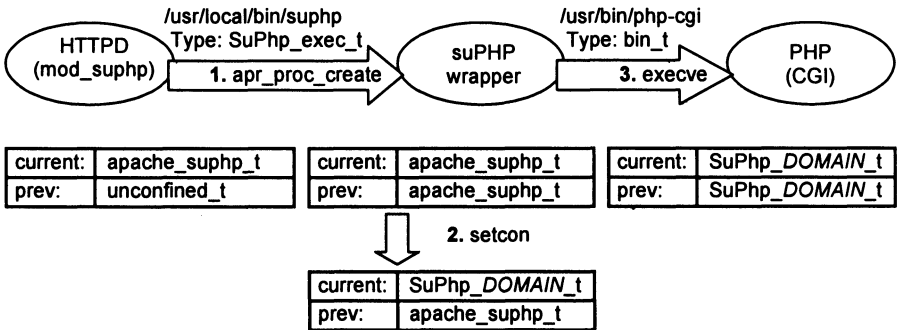 /usr/local/bin/suphp
Type: SuPhp_exec_t
/usr/bin/php-cgi
Type: bin_t
HTTPD
(mod_suphp)
1. apr_proc_create
suPHP
wrapper
3. execve
PHP
(CGI)
current: apache_suphp_t
prev: unconfined_t
current: apache_suphp_t
prev: apache_suphp_t
current: SuPhp_DOMAIN_t
prev: SuPhp_DOMAIN_t
2. setcon
current: SuPhp_DOMAIN_t
prev: apache_suphp_t